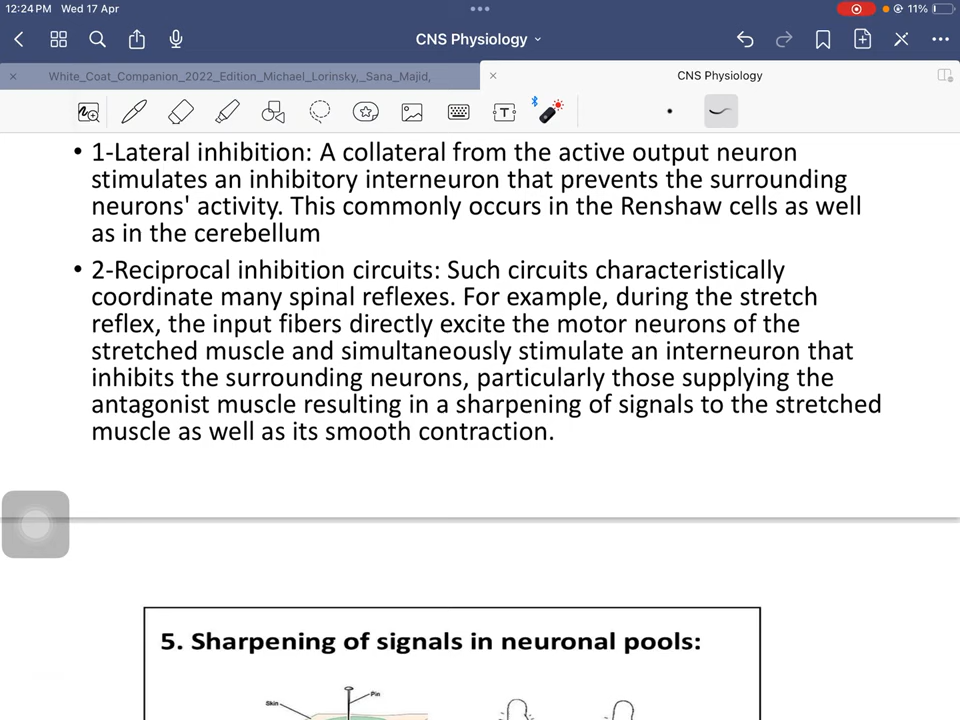 12:24 PM Wed 17 Apr
11%
CNS Physiology
White_Coat_Companion_2022_Edition_Michael_Lorinsky,_Sana_Majid,
CNS Physiology
• 1-Lateral inhibition: A collateral from the active output neuron
stimulates an inhibitory interneuron that prevents the surrounding
neurons' activity. This commonly occurs in the Renshaw cells as well
as in the cerebellum
• 2-Reciprocal inhibition circuits: Such circuits characteristically
coordinate many spinal reflexes. For example, during the stretch
reflex, the input fibers directly excite the motor neurons of the
stretched muscle and simultaneously stimulate an interneuron that
inhibits the surrounding neurons, particularly those supplying the
antagonist muscle resulting in a sharpening of signals to the stretched
muscle as well as its smooth contraction.
5. Sharpening of signals in neuronal pools:
Pin
Skin